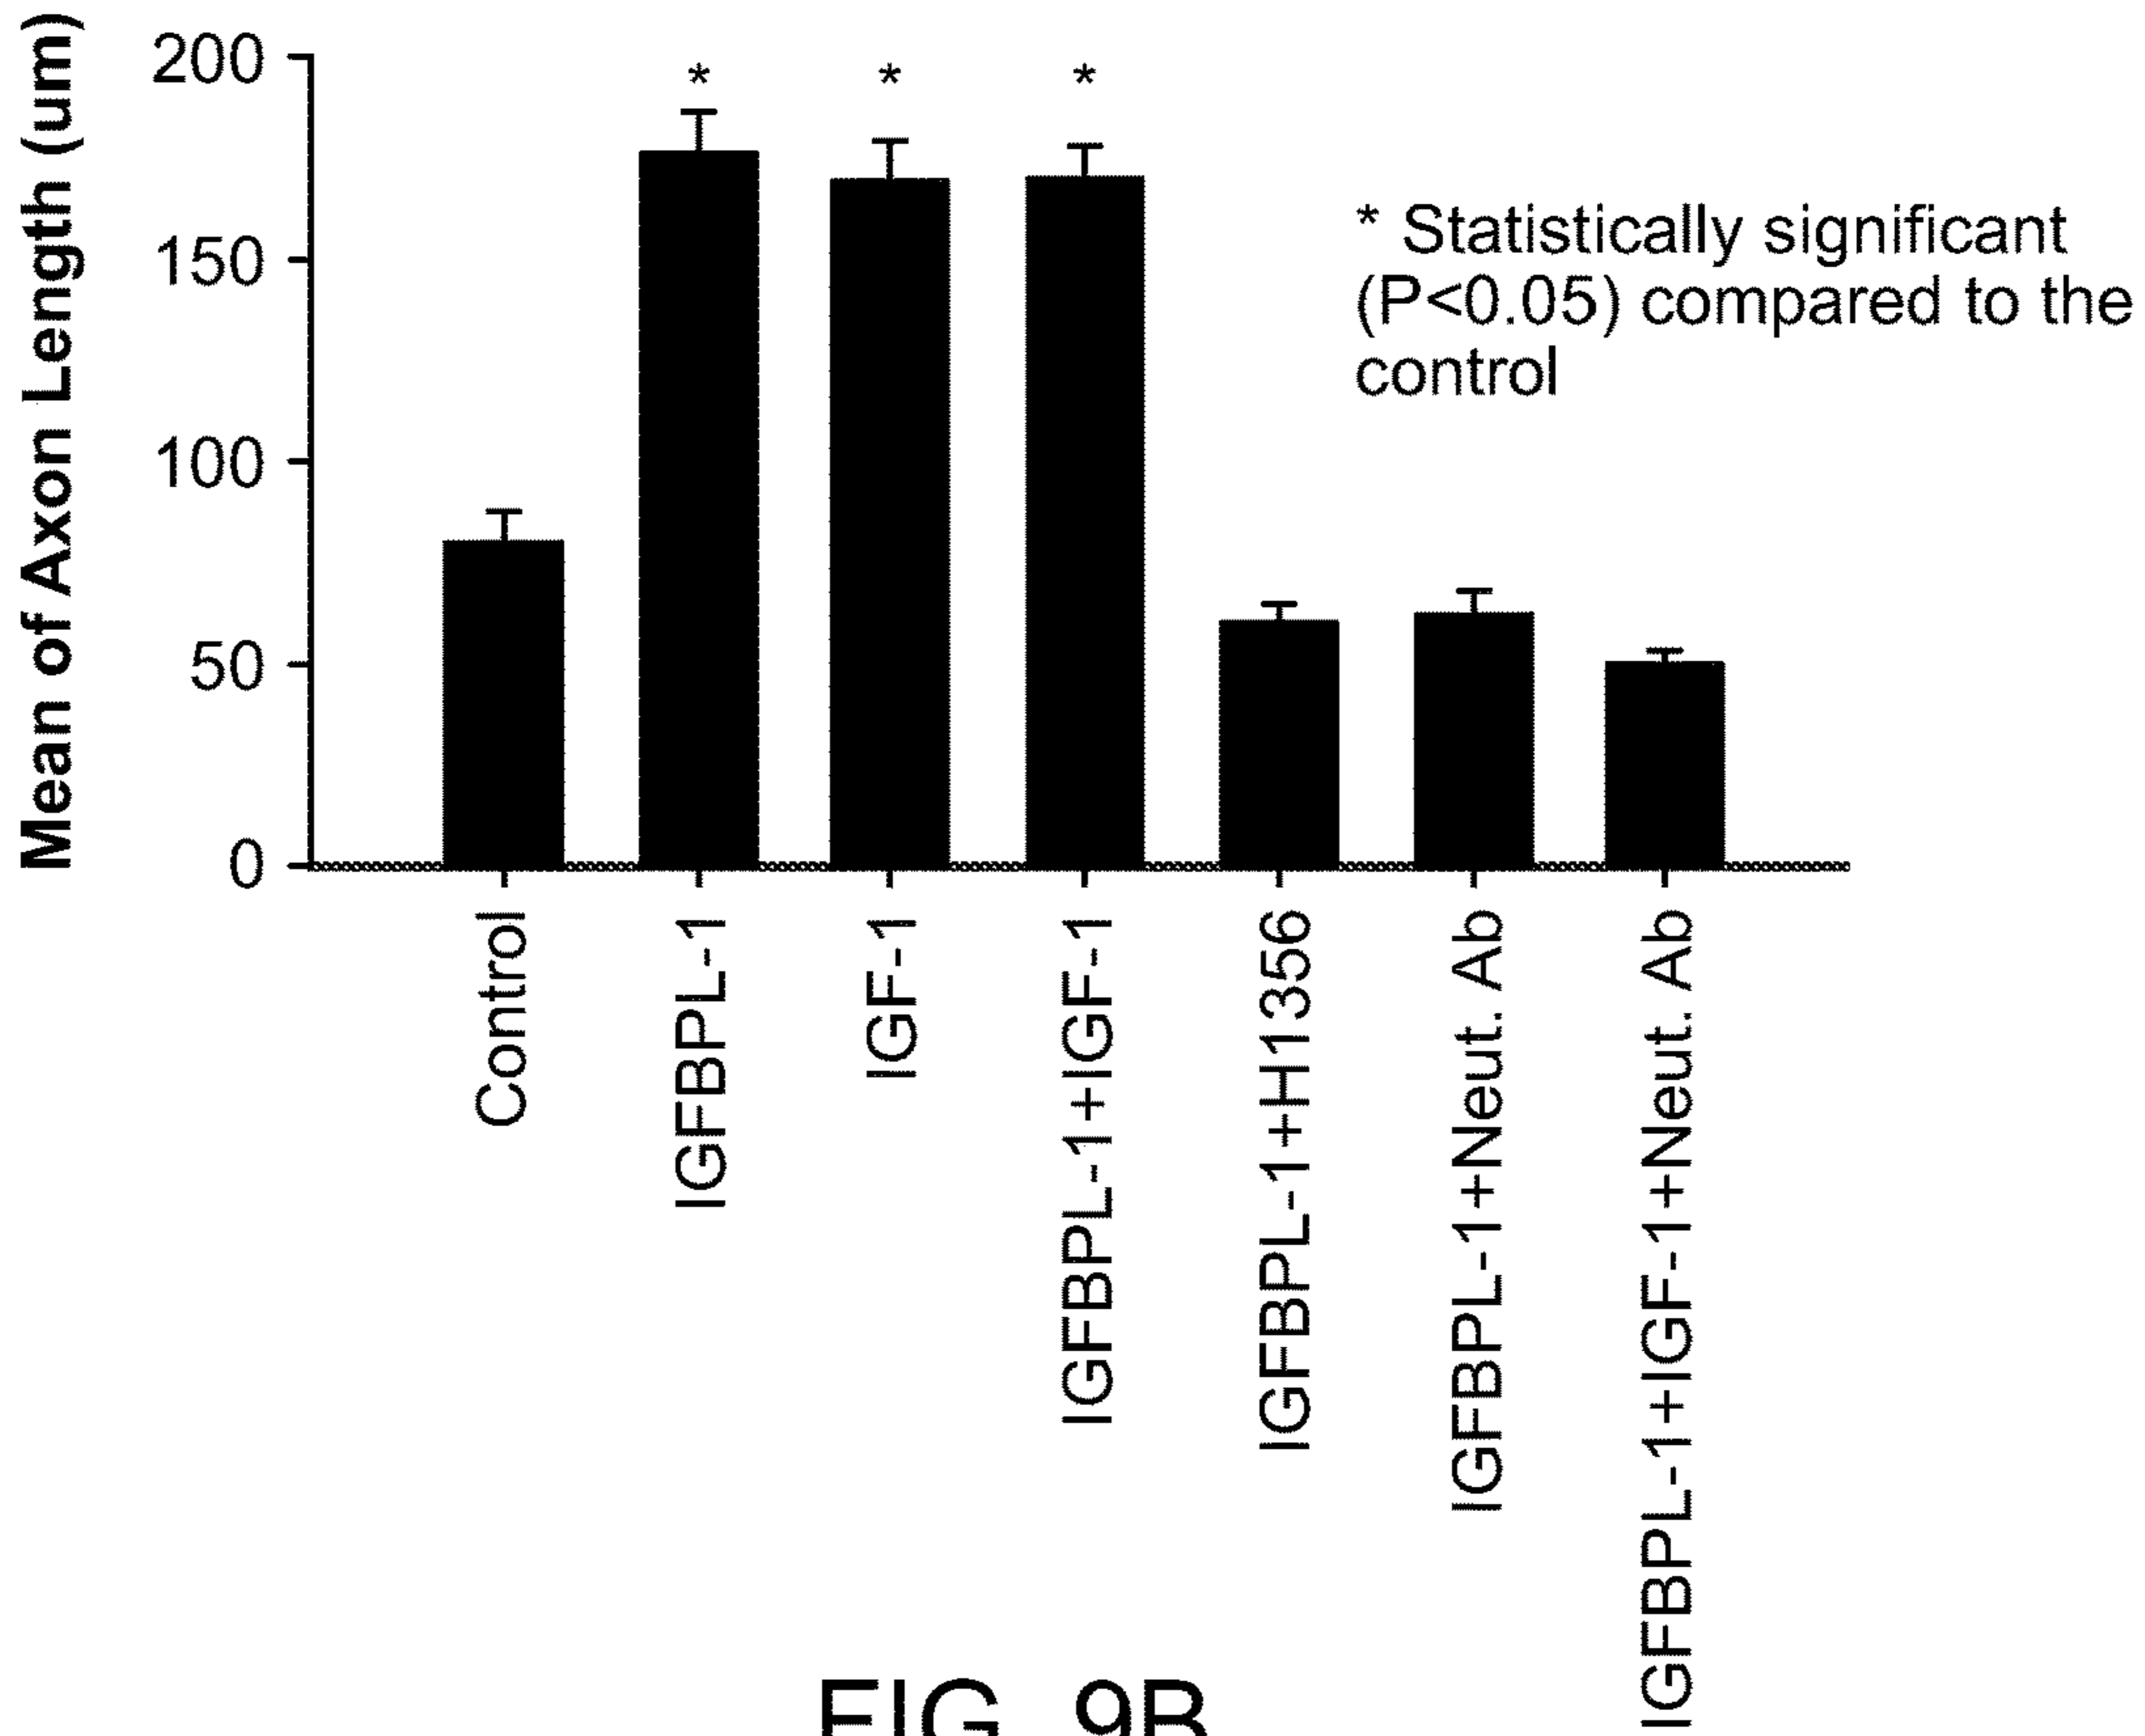 Mean of Axon Length (um)
200
150
100
50
0
*
*
*
* Statistically significant
(P<0.05) compared to the
control
Control
IGFBPL-1
IGF-1
IGFBPL-1+IGF-1
IGFBPL-1+H1356
IGFBPL-1+Neut. Ab
IGFBPL-1+IGF-1+Neut. Ab
FIG. 9B